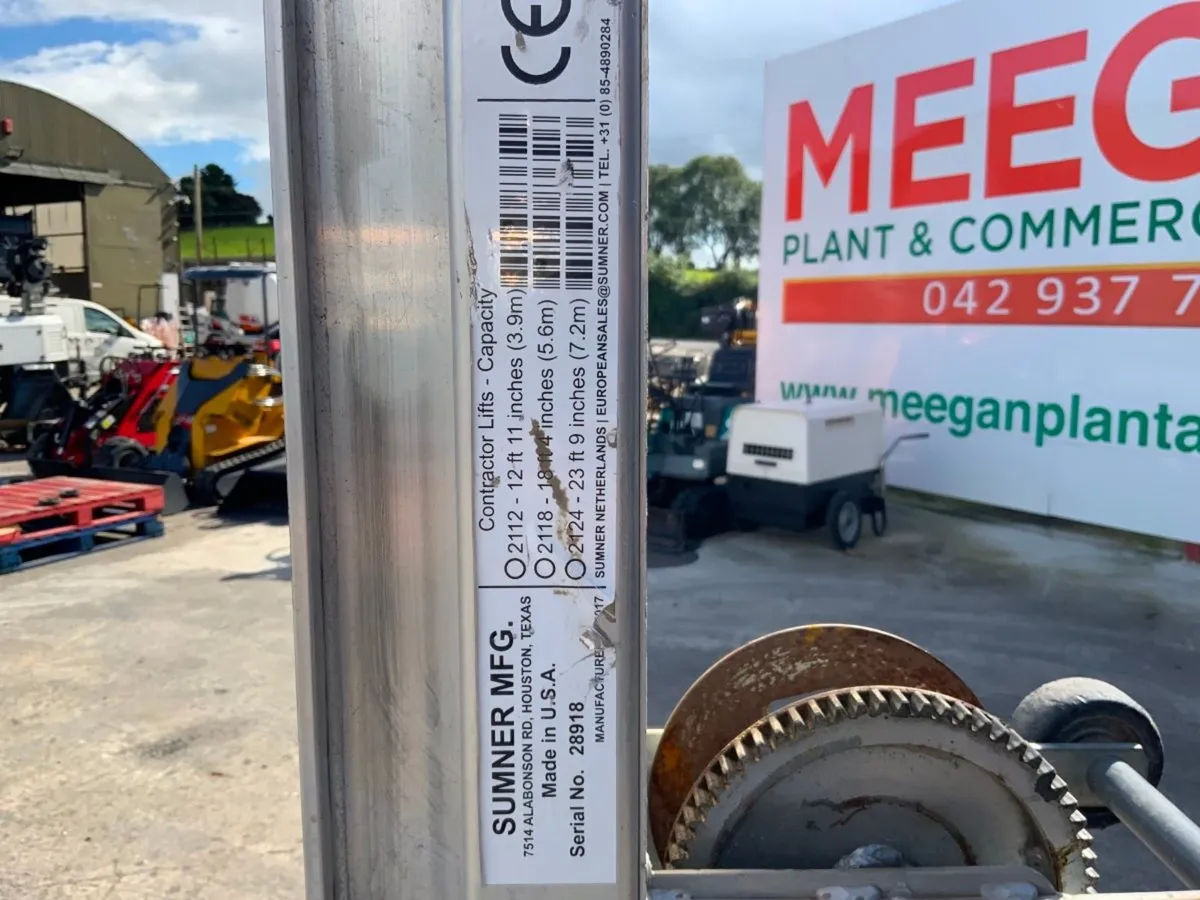 CE
SUMNER MFG.
7514 ALABONSON RD, HOUSTON, TEXAS
Made in U.S.A.
Serial No. 28918
Contractor Lifts - Capacity
2112 - 12 ft 11 inches (3.9m)
2118 - 18 ft 4 inches (5.6m)
2124 - 23 ft 9 inches (7.2m)
SUMNER NETHERLANDS | EUROPEANSALES@SUMNER.COM | TEL. +31 (0) 85-4890284
MEEG
PLANT & COMMERC
042 937 7
www.meeganplanta